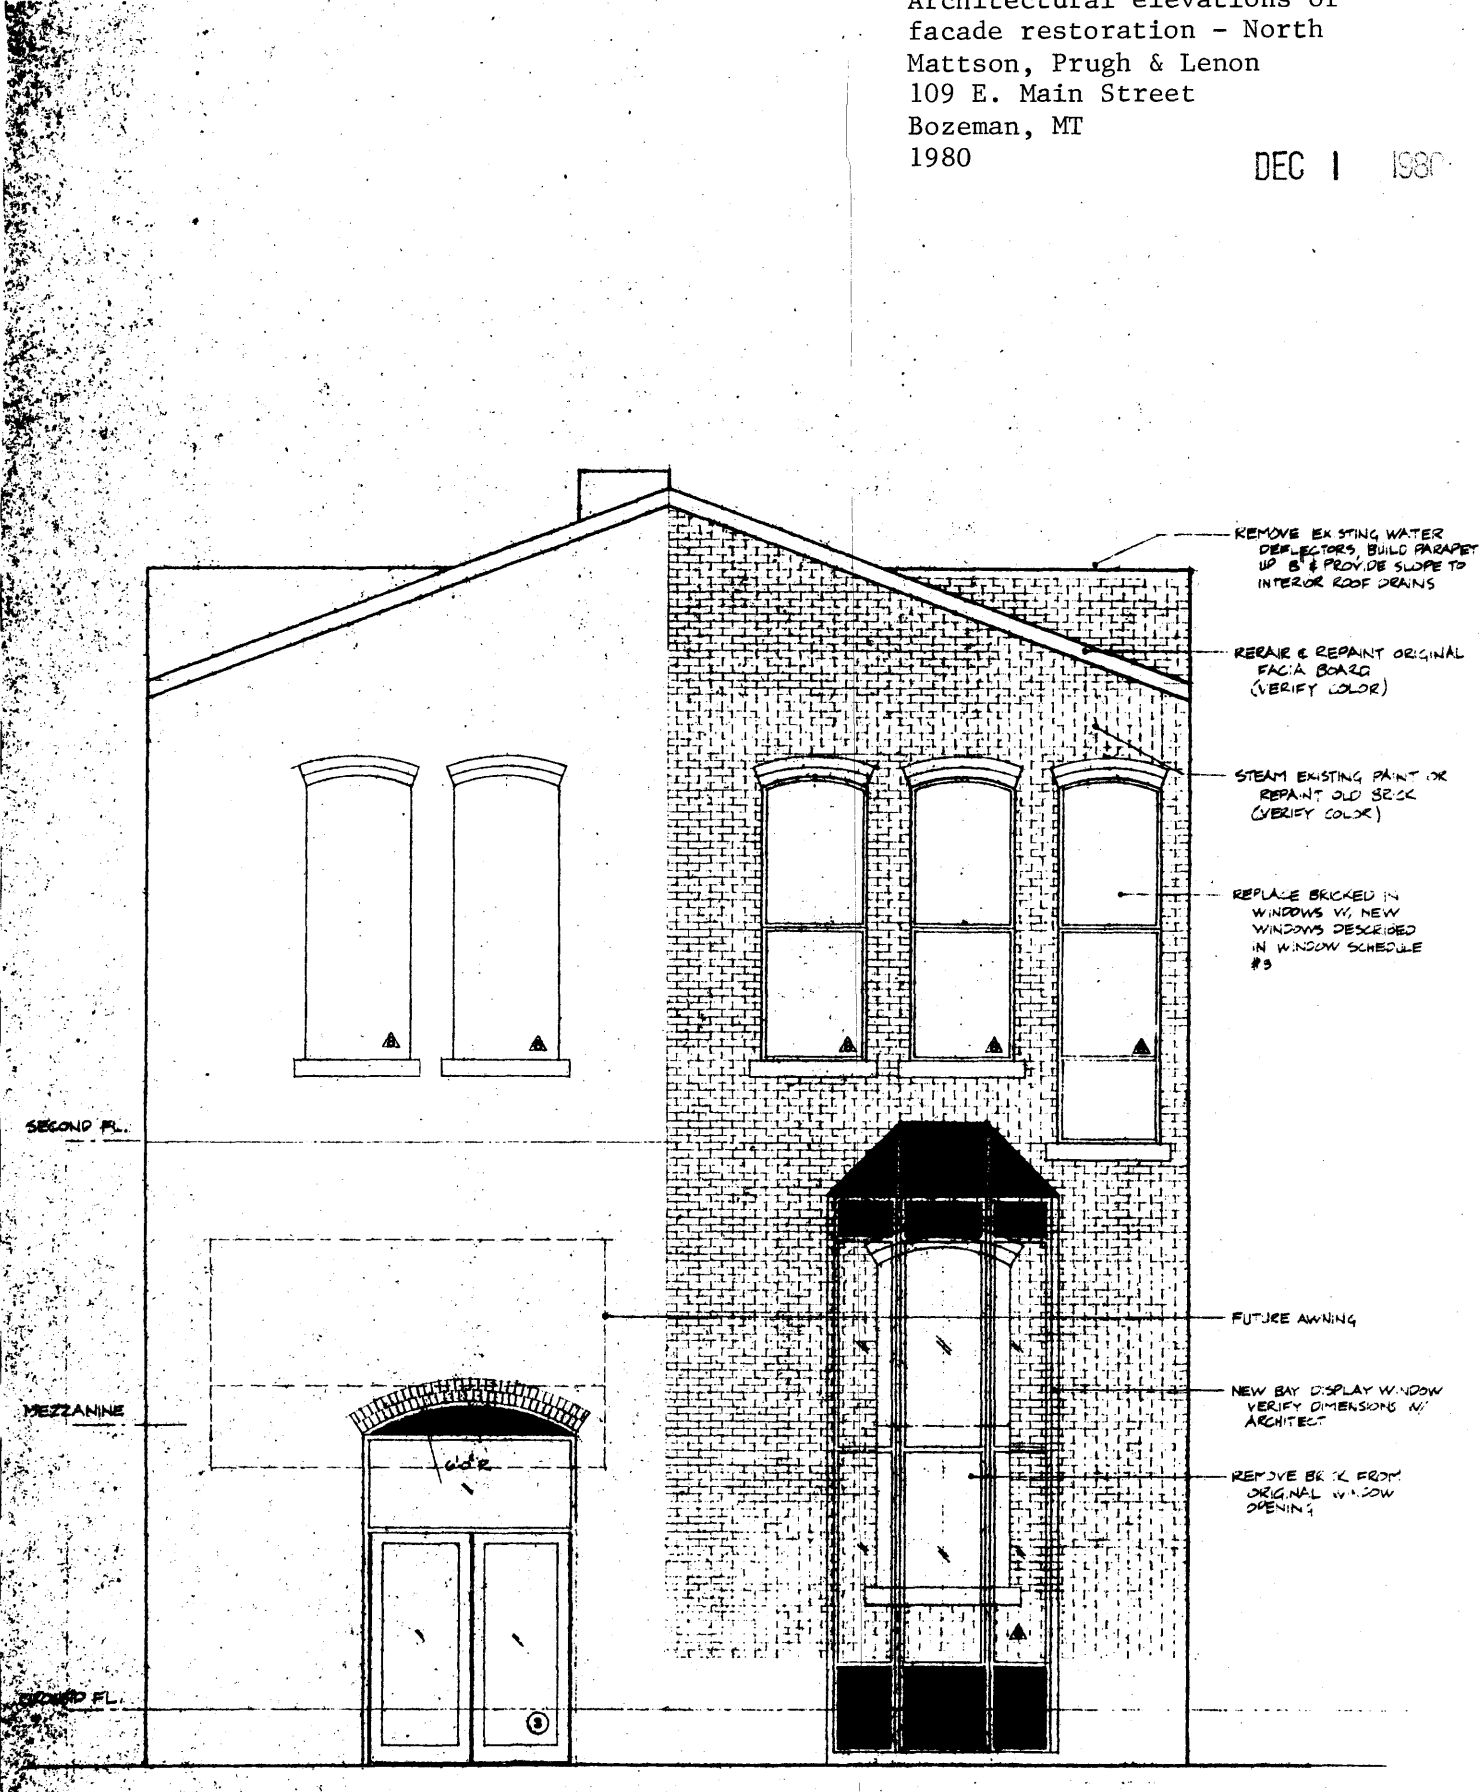 Architectural elevations of
facade restoration - North
Mattson, Prugh & Lenon
109 E. Main Street
Bozeman, MT
1980
DEC 1 1980
REMOVE EXISTING WATER
DEFLECTORS, BUILD PARAPET
UP 8" & PROVIDE SLOPE TO
INTERIOR ROOF DRAINS
REPAIR & REPAINT ORIGINAL
FACIA BOARD
(VERIFY COLOR)
STEAM EXISTING PAINT OR
REPAINT OLD BRICK
(VERIFY COLOR)
REPLACE BRICKED IN
WINDOWS W/ NEW
WINDOWS DESCRIBED
IN WINDOW SCHEDULE
SECOND FL.
FUTURE AWNING
MEZZANINE
NEW BAY DISPLAY WINDOW
VERIFY DIMENSIONS W/
ARCHITECT
6'0" R
REMOVE BRICK FROM
ORIGINAL WINDOW
OPENING
GROUND FL.
3